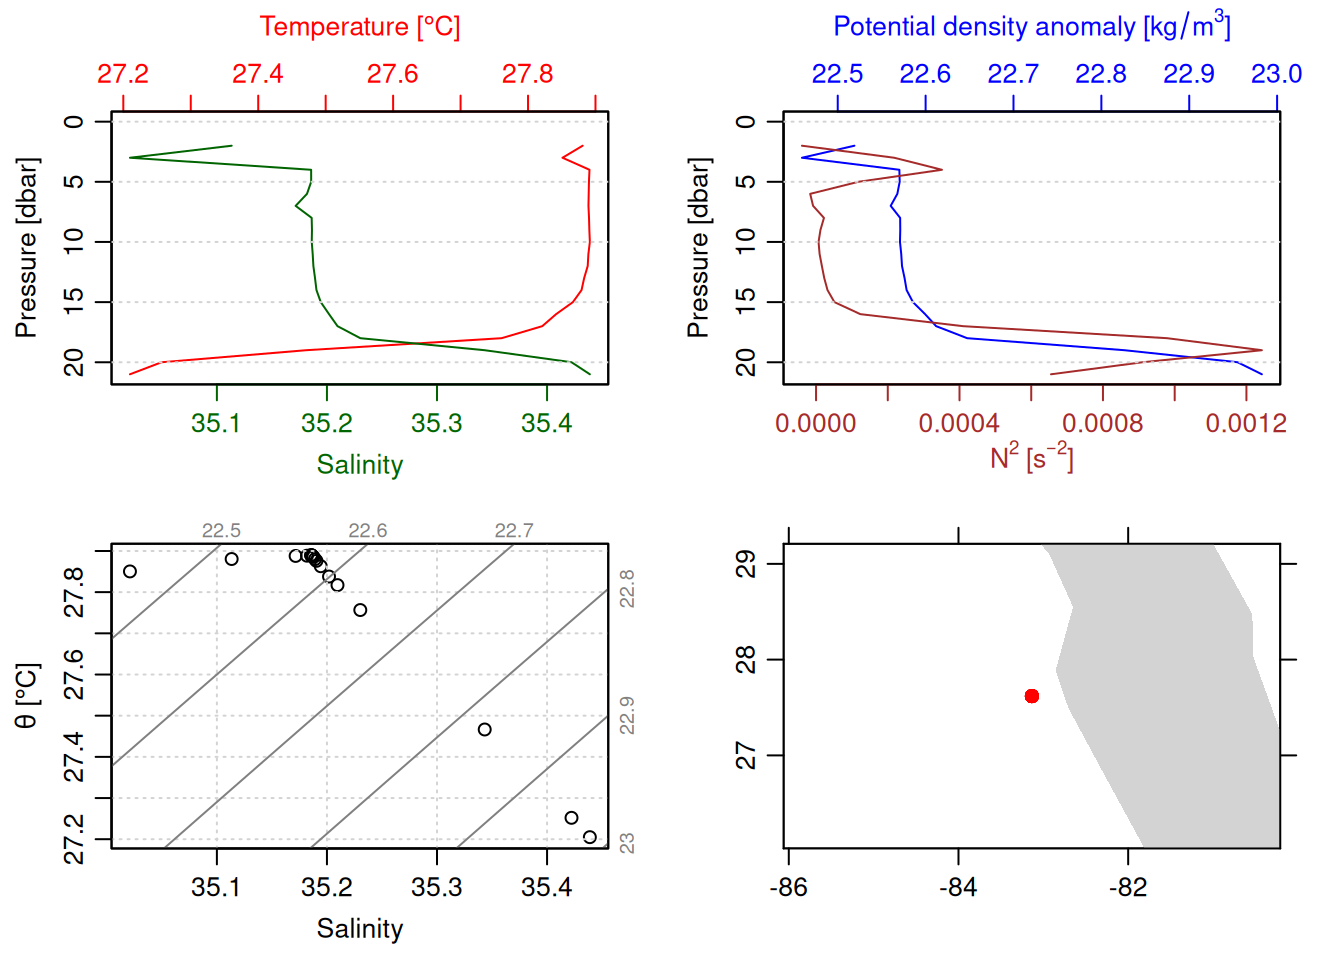 Temperature [°C]
27.2 27.4 27.6 27.8
Pressure [dbar]
0 5 10 15 20
35.1 35.2 35.3 35.4
Salinity
Potential density anomaly [kg/m³]
22.5 22.6 22.7 22.8 22.9 23.0
Pressure [dbar]
0 5 10 15 20
0.0000 0.0004 0.0008 0.0012
N² [s⁻²]
22.5 22.6 22.7
22.8
22.9
23
θ [°C]
27.2 27.4 27.6 27.8
35.1 35.2 35.3 35.4
Salinity
27 28 29
-86 -84 -82